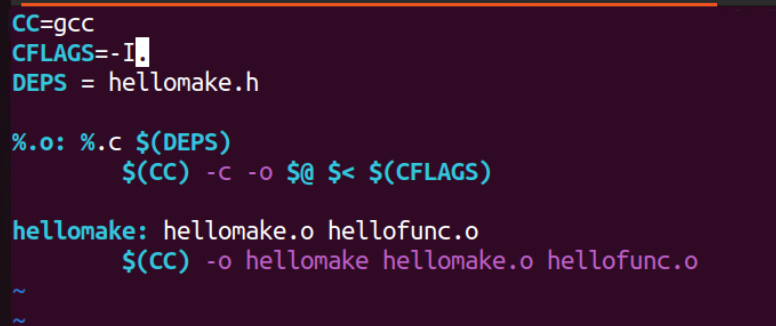 CC=gcc
CFLAGS=-I.
DEPS = hellomake.h
%.o: %.c $(DEPS)
$(CC) -c -o $@ $< $(CFLAGS)
hellomake: hellomake.o hellofunc.o
$(CC) -o hellomake hellomake.o hellofunc.o
~
~